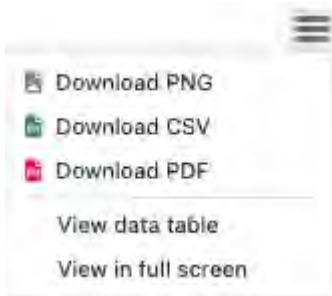 Download PNG
Download CSV
Download PDF
View data table
View in full screen